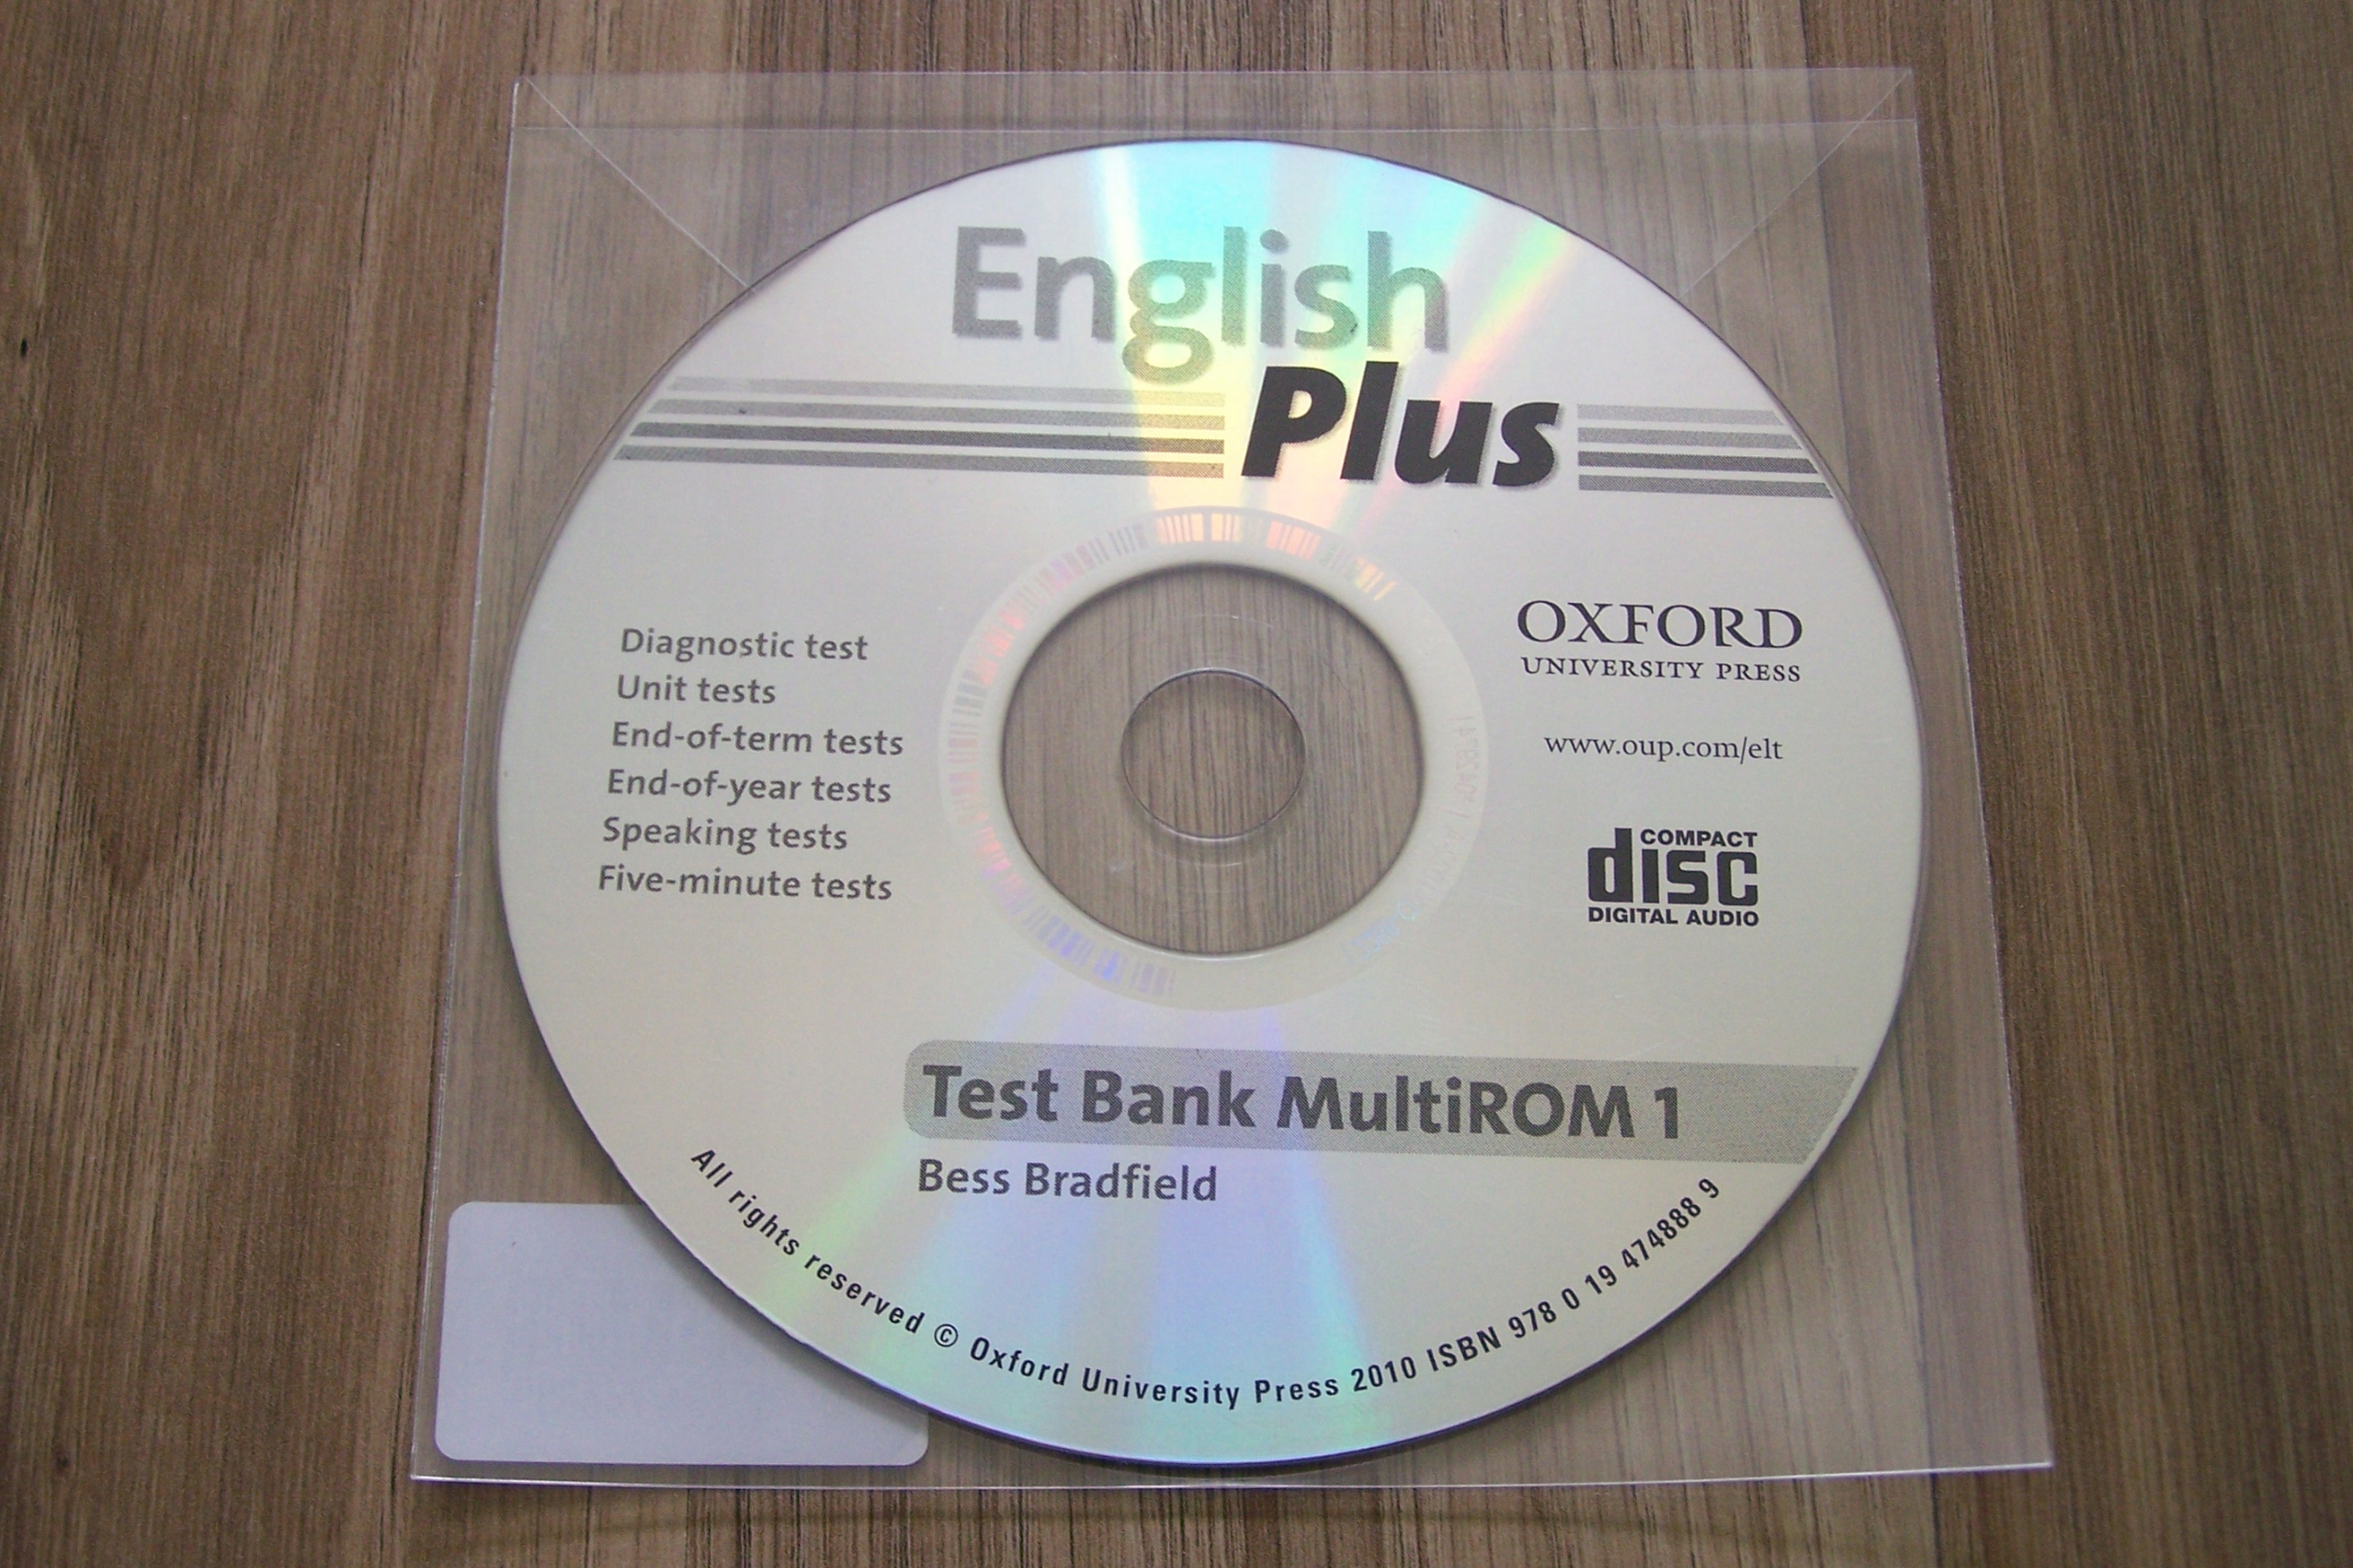 English
Plus
Diagnostic test
Unit tests
End-of-term tests
End-of-year tests
Speaking tests
Five-minute tests
OXFORD
UNIVERSITY PRESS
www.oup.com/elt
COMPACT
disc
DIGITAL AUDIO
Test Bank MultiROM 1
Bess Bradfield
All rights reserved © Oxford University Press 2010 ISBN 978 0 19 474888 9